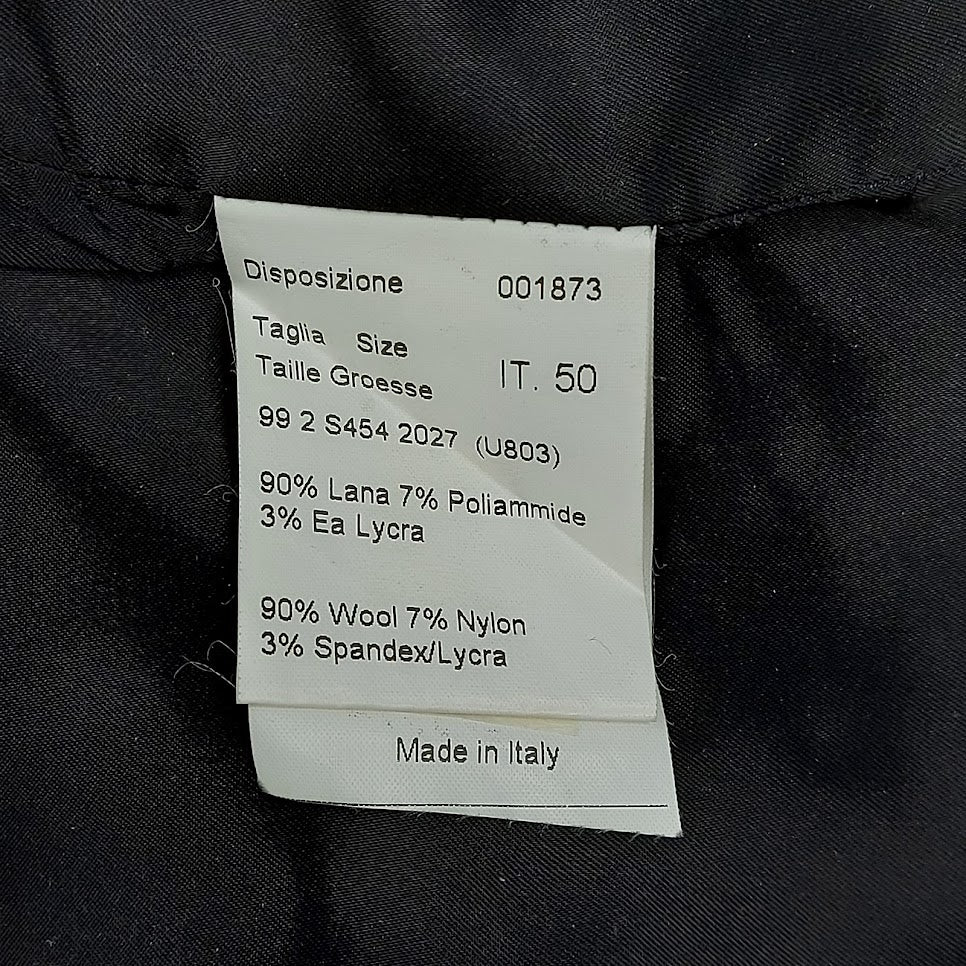 Disposizione 001873
Taglia Size
Taille Groesse IT. 50
99 2 S454 2027 (U803)
90% Lana 7% Poliammide
3% Ea Lycra
90% Wool 7% Nylon
3% Spandex/Lycra
Made in Italy